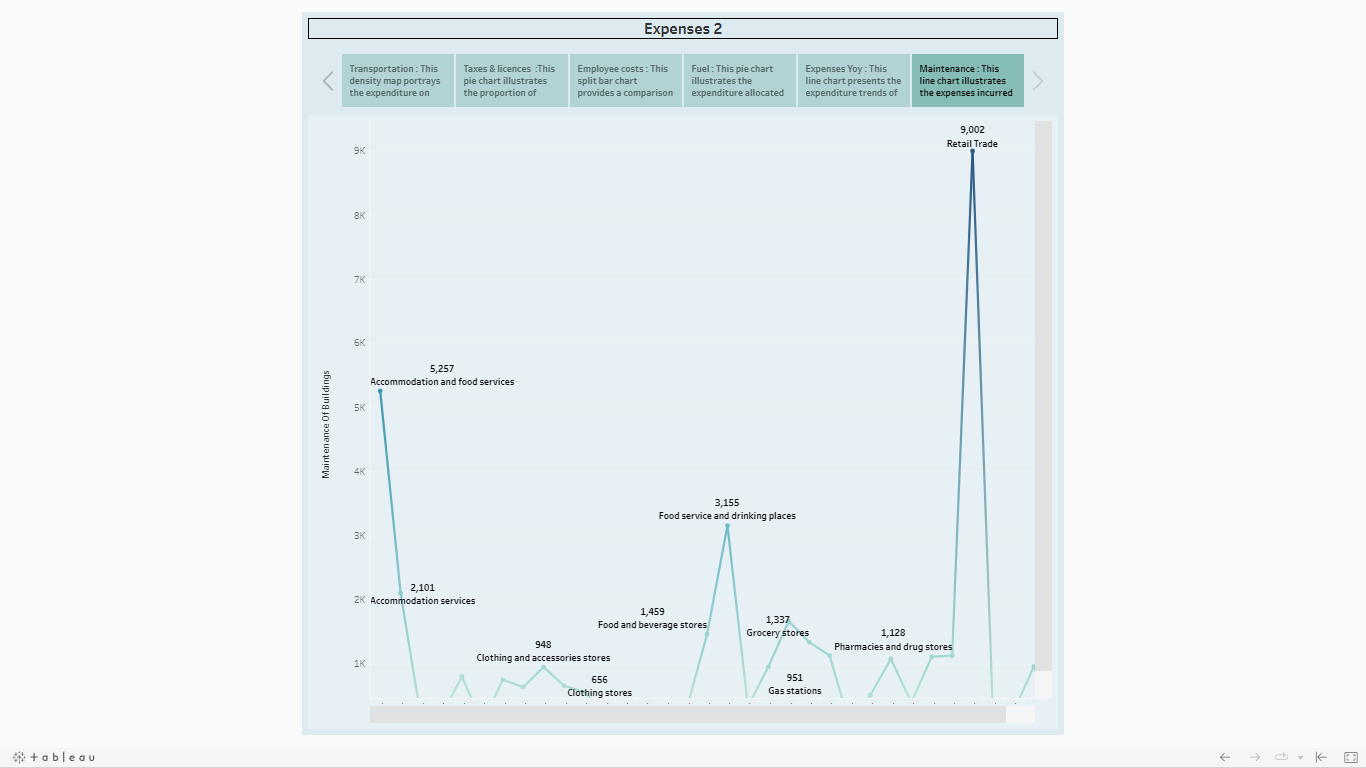 Expenses 2
Transportation : This
density map portrays
the expenditure on
Taxes & licences :This
pie chart illustrates
the proportion of
Employee costs : This
split bar chart
provides a comparison
Fuel : This pie chart
illustrates the
expenditure allocated
Expenses Yoy : This
line chart presents the
expenditure trends of
Maintenance : This
line chart illustrates
the expenses incurred
9,002
Retail Trade
9K
8K
7K
6K
5,257
Accommodation and food services
Maintenance Of Buildings
5K
4K
3,155
Food service and drinking places
3K
2,101
2K
Accommodation services
1,459
Food and beverage stores
1,337
Grocery stores
1,128
Pharmacies and drug stores
948
Clothing and accessories stores
1K
656
Clothing stores
951
Gas stations
+ a b l e a u